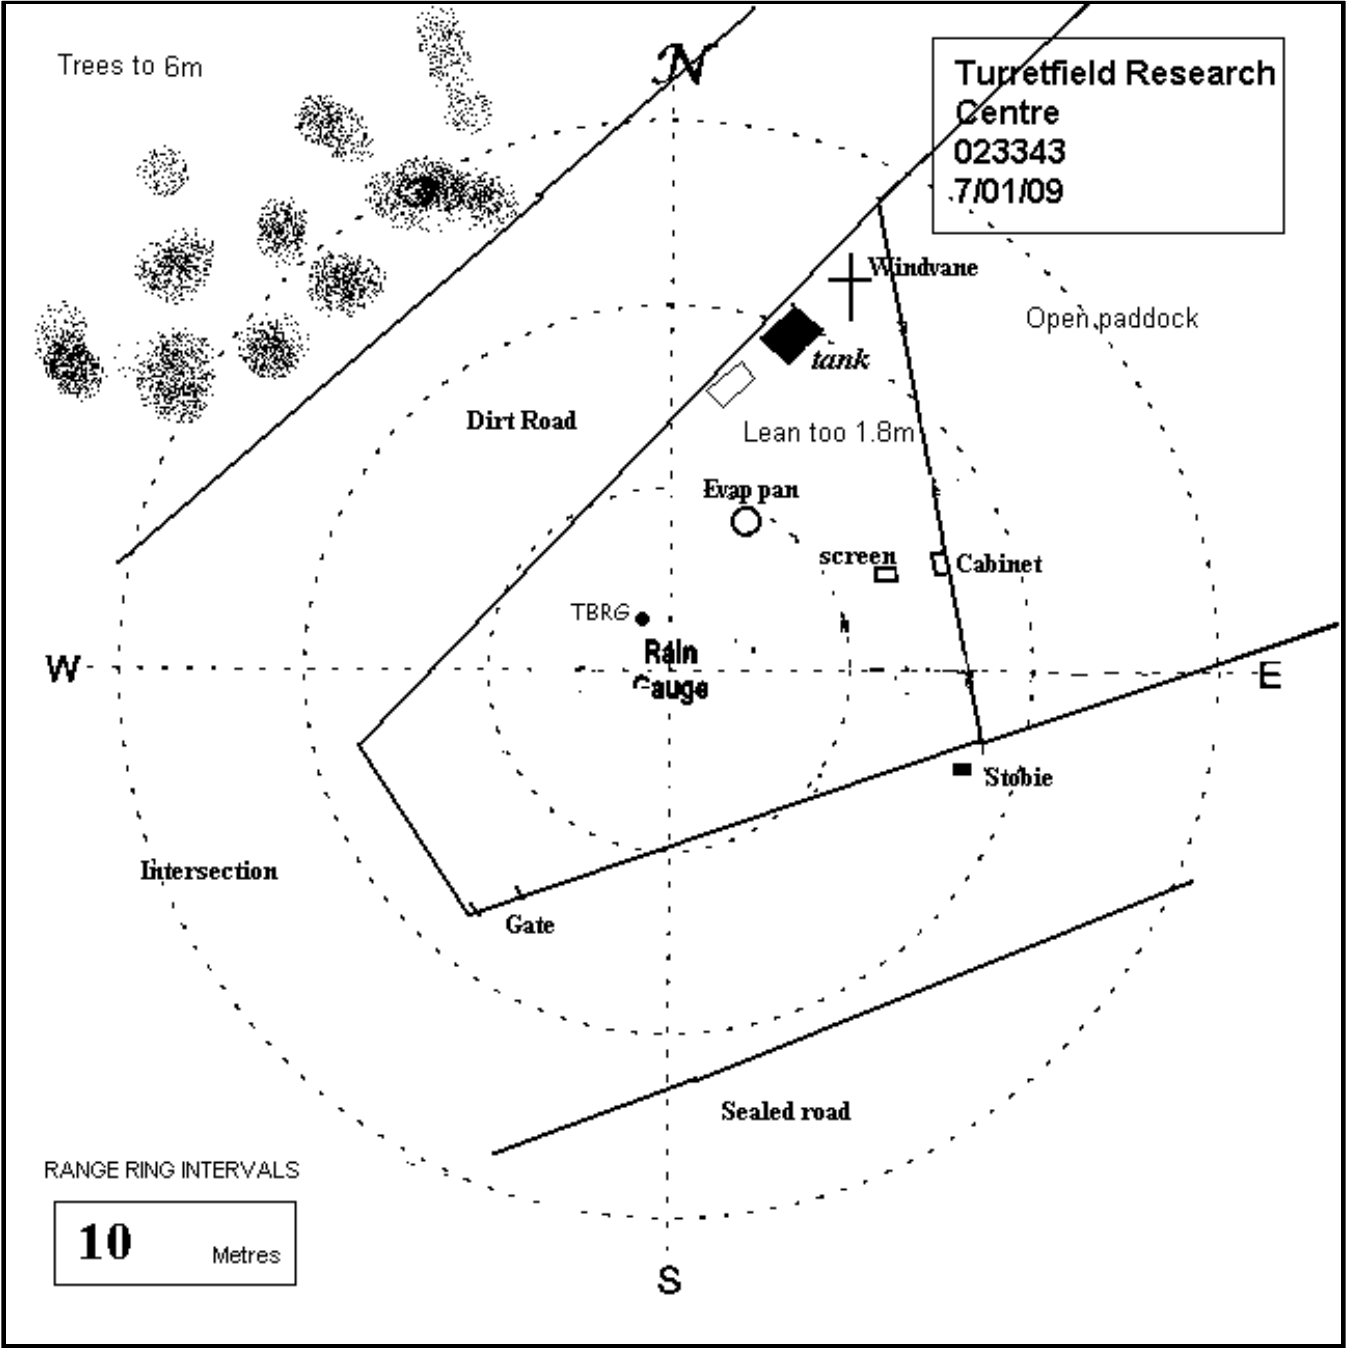 Trees to 6m
N
Turretfield Research
Centre
023343
7/01/09
Windvane
Open paddock
tank
Dirt Road
Lean too 1.8m
Evap pan
screen
Cabinet
TBRG
Rain
Gauge
W
E
Stobie
Intersection
Gate
Sealed road
RANGE RING INTERVALS
10 Metres
S